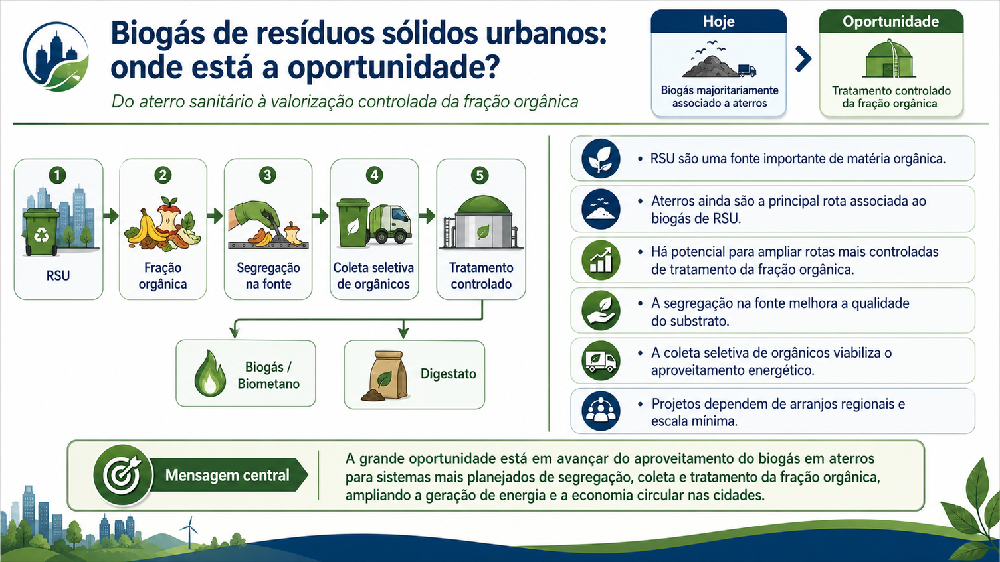 Biogás de resíduos sólidos urbanos:
onde está a oportunidade?
Do aterro sanitário à valorização controlada da fração orgânica
Hoje
Biogás majoritariamente
associado a aterros
Oportunidade
Tratamento controlado
da fração orgânica
1
RSU
2
Fração
orgânica
3
Segregação
na fonte
4
Coleta seletiva
de orgânicos
5
Tratamento
controlado
Biogás /
Biometano
Digestato
• RSU são uma fonte importante de matéria orgânica.
• Aterros ainda são a principal rota associada ao
biogás de RSU.
• Há potencial para ampliar rotas mais controladas
de tratamento da fração orgânica.
• A segregação na fonte melhora a qualidade
do substrato.
• A coleta seletiva de orgânicos viabiliza o
aproveitamento energético.
• Projetos dependem de arranjos regionais e
escala mínima.
Mensagem central
A grande oportunidade está em avançar do aproveitamento do biogás em aterros
para sistemas mais planejados de segregação, coleta e tratamento da fração orgânica,
ampliando a geração de energia e a economia circular nas cidades.